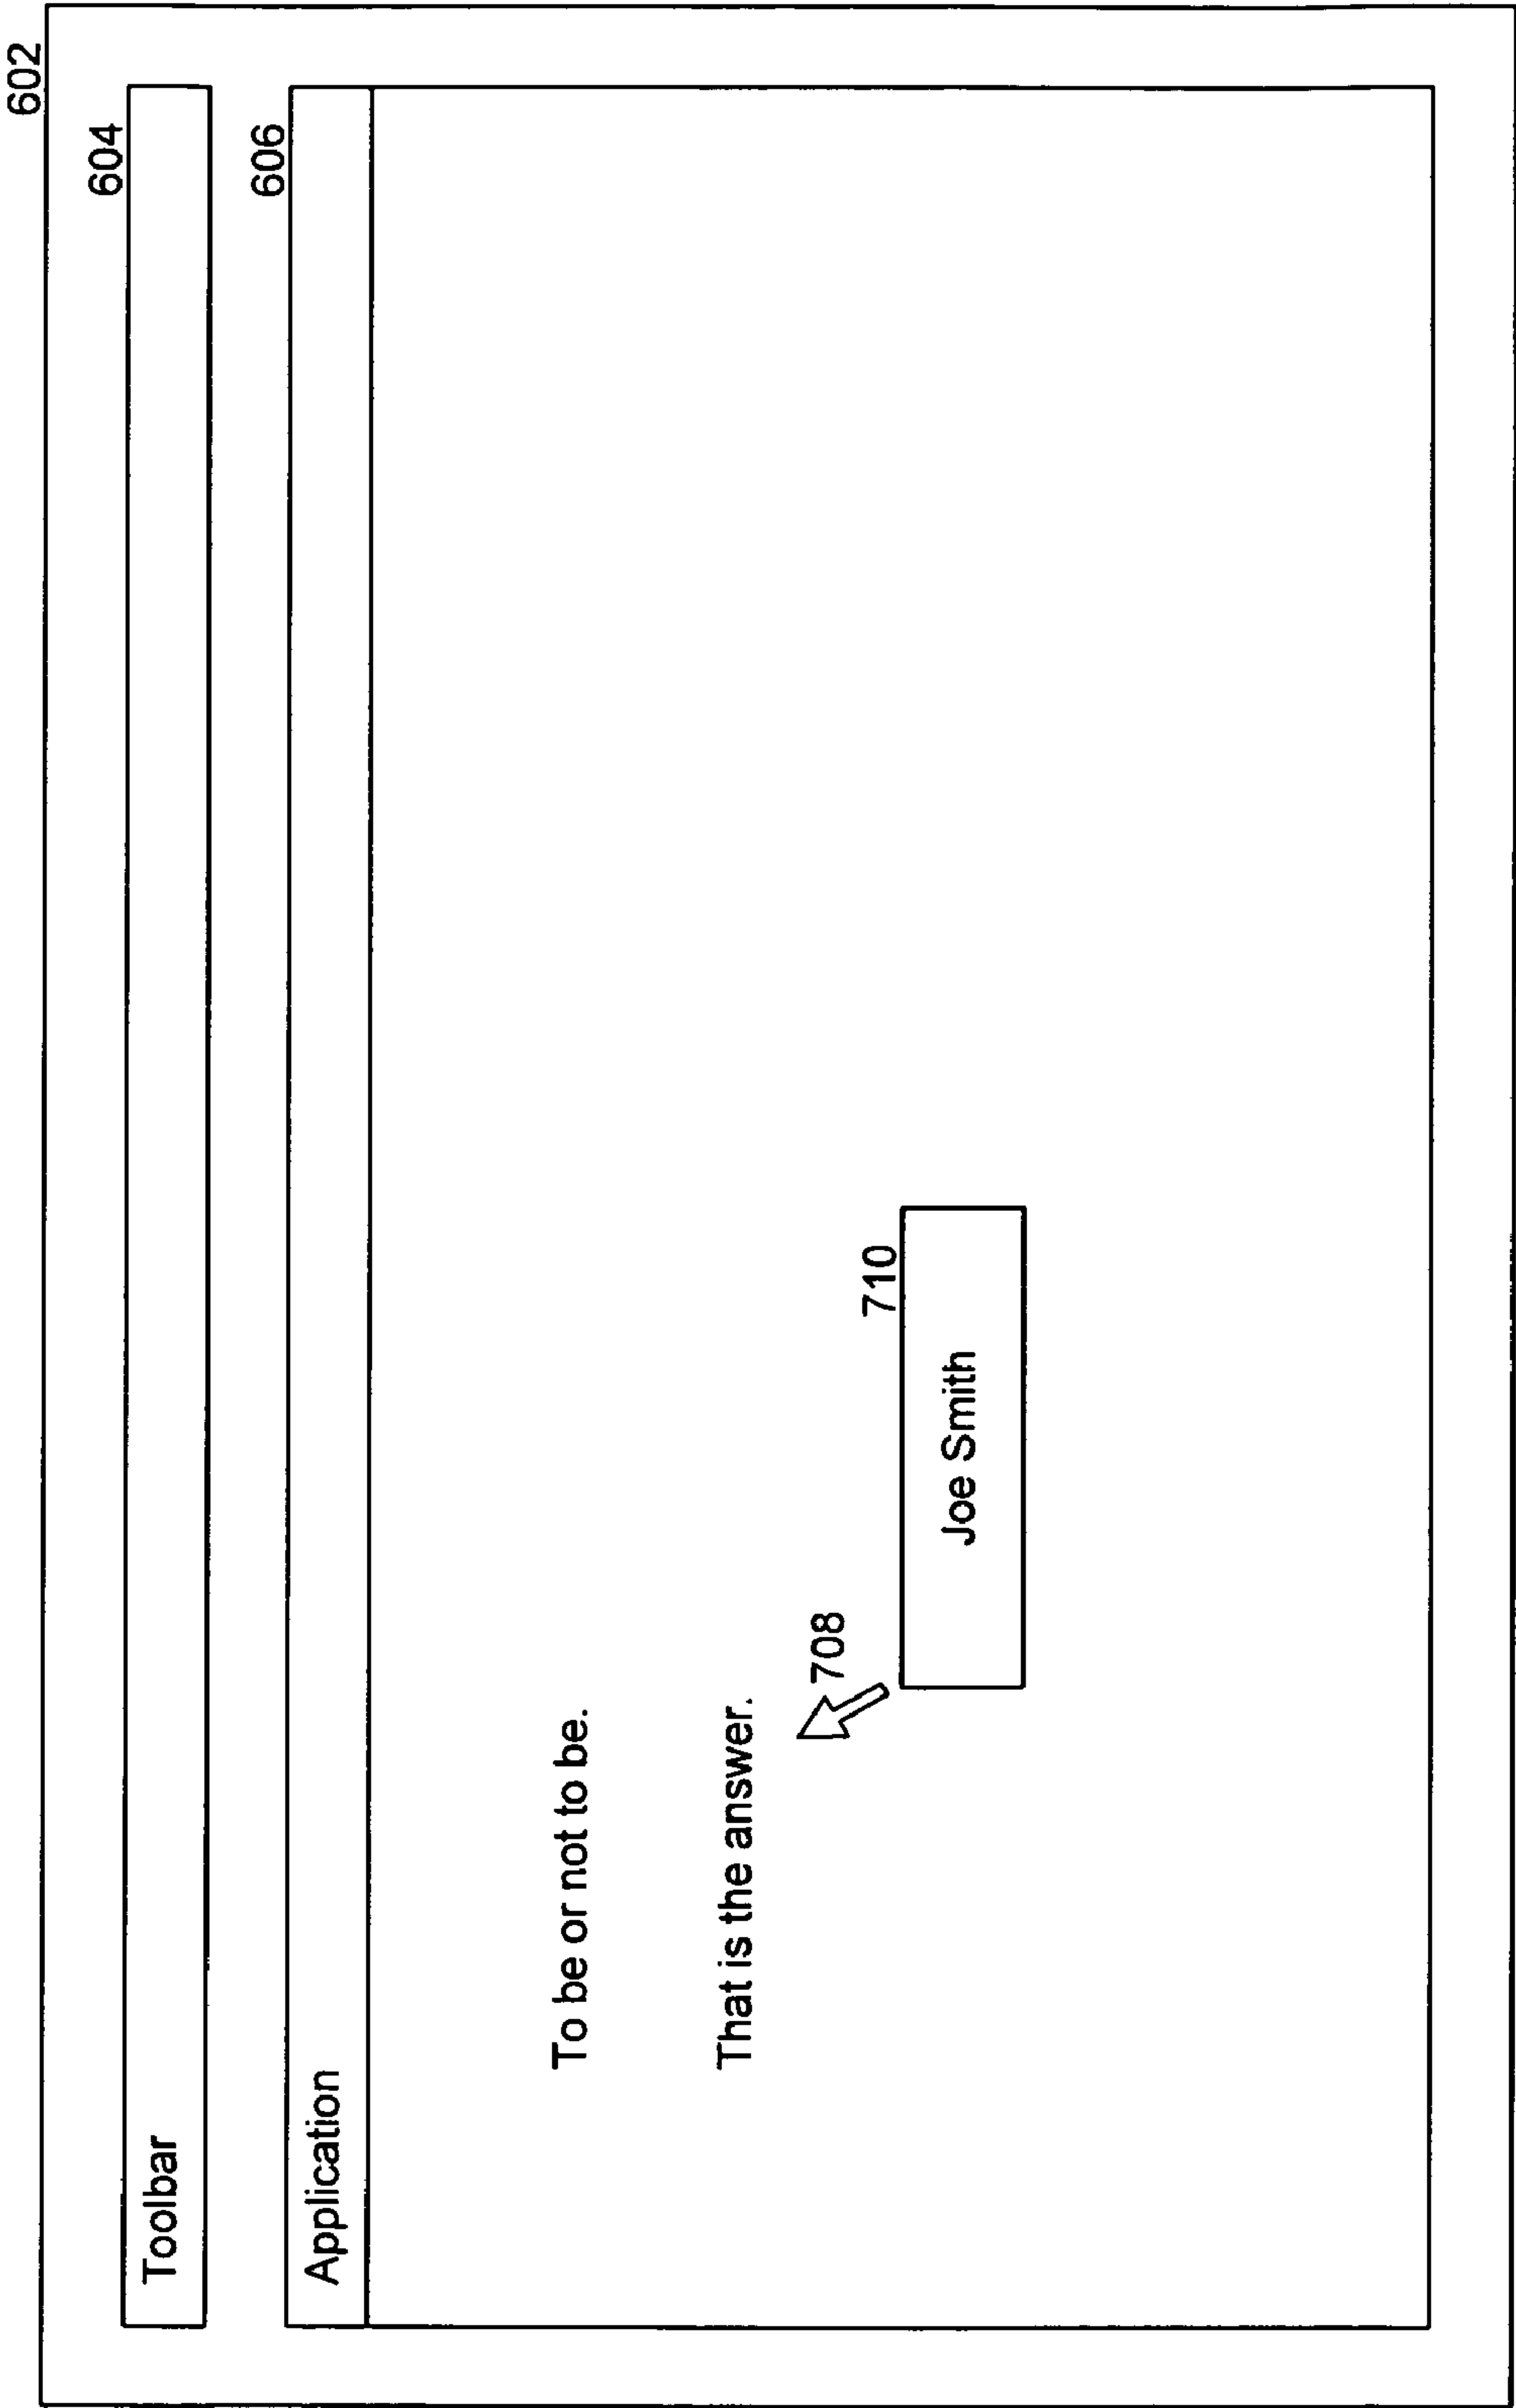 602
604
Toolbar
606
Application
To be or not to be.
That is the answer.
708
710
Joe Smith